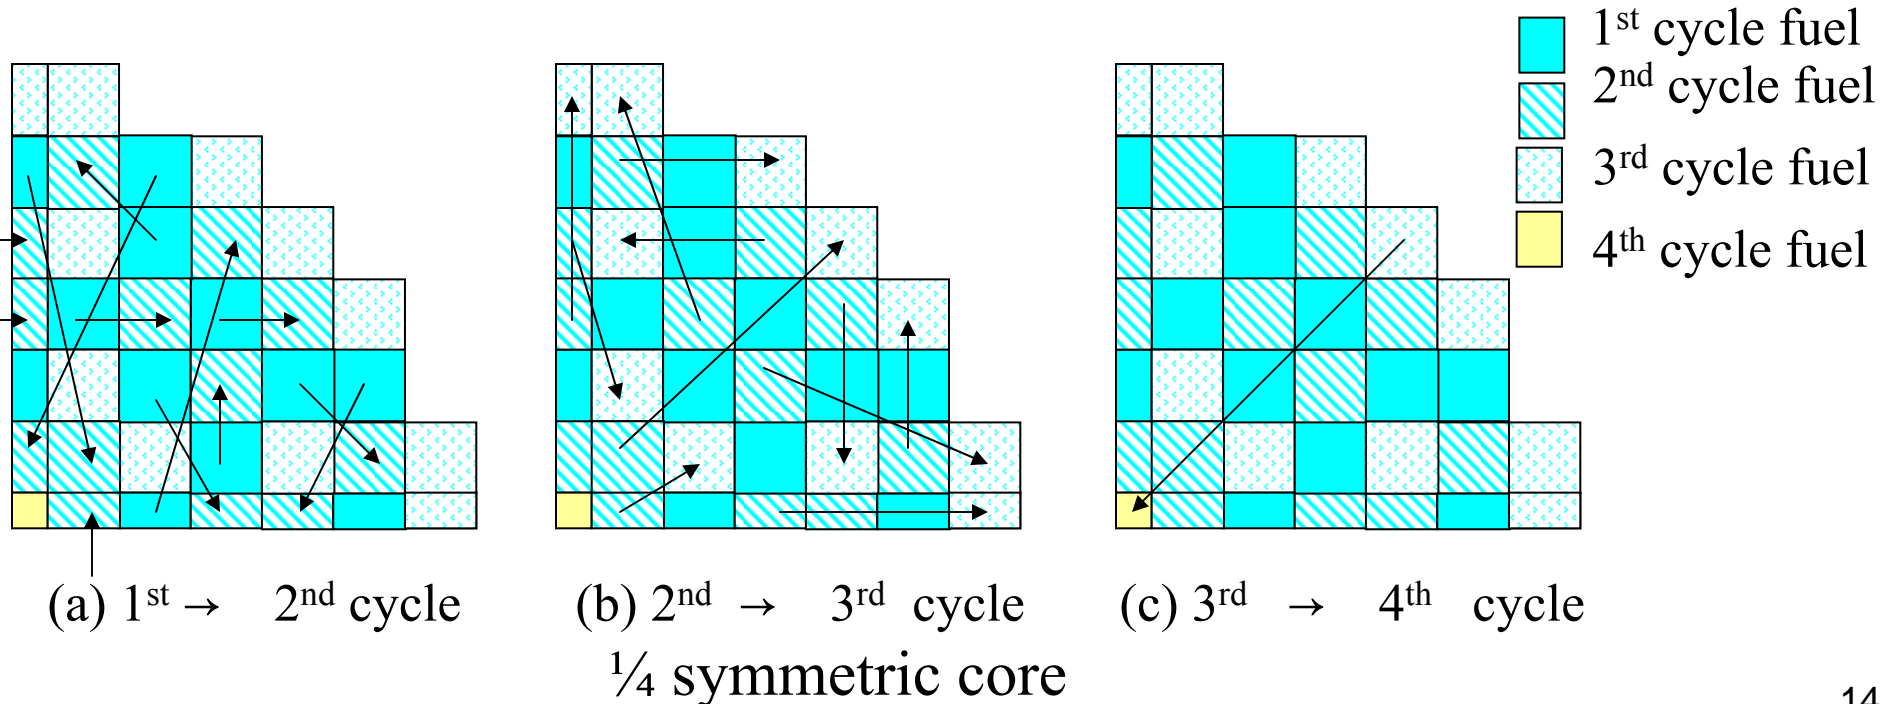 1st cycle fuel
2nd cycle fuel
3rd cycle fuel
4th cycle fuel
(a) 1st → 2nd cycle
(b) 2nd → 3rd cycle
(c) 3rd → 4th cycle
¼ symmetric core
14